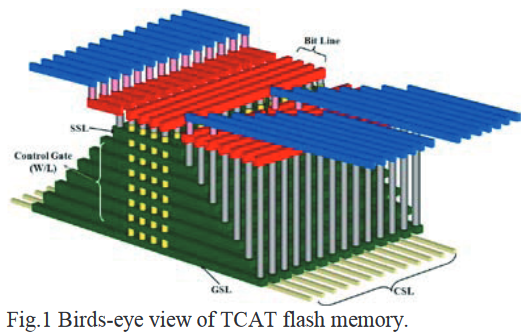 Bit Line
SSL
Control Gate
(W/L)
GSL
CSL
Fig.1 Birds-eye view of TCAT flash memory.